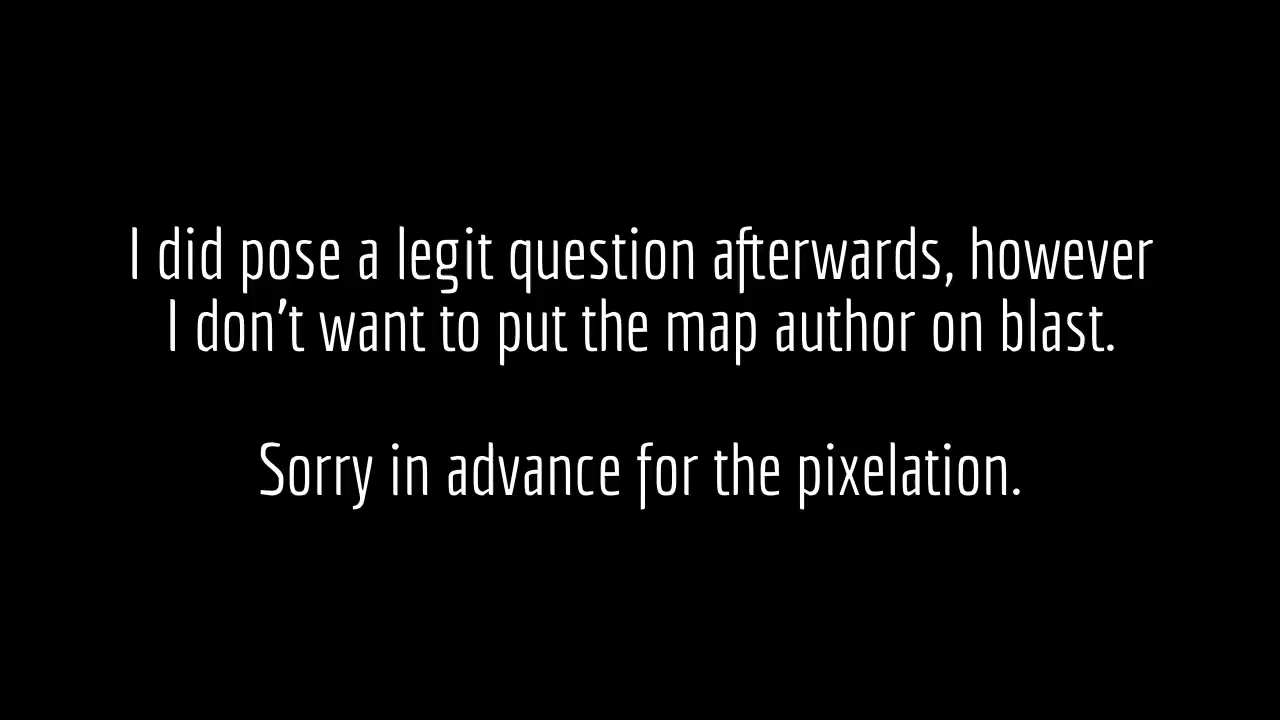 I did pose a legit question afterwards, however
I don't want to put the map author on blast.
Sorry in advance for the pixelation.